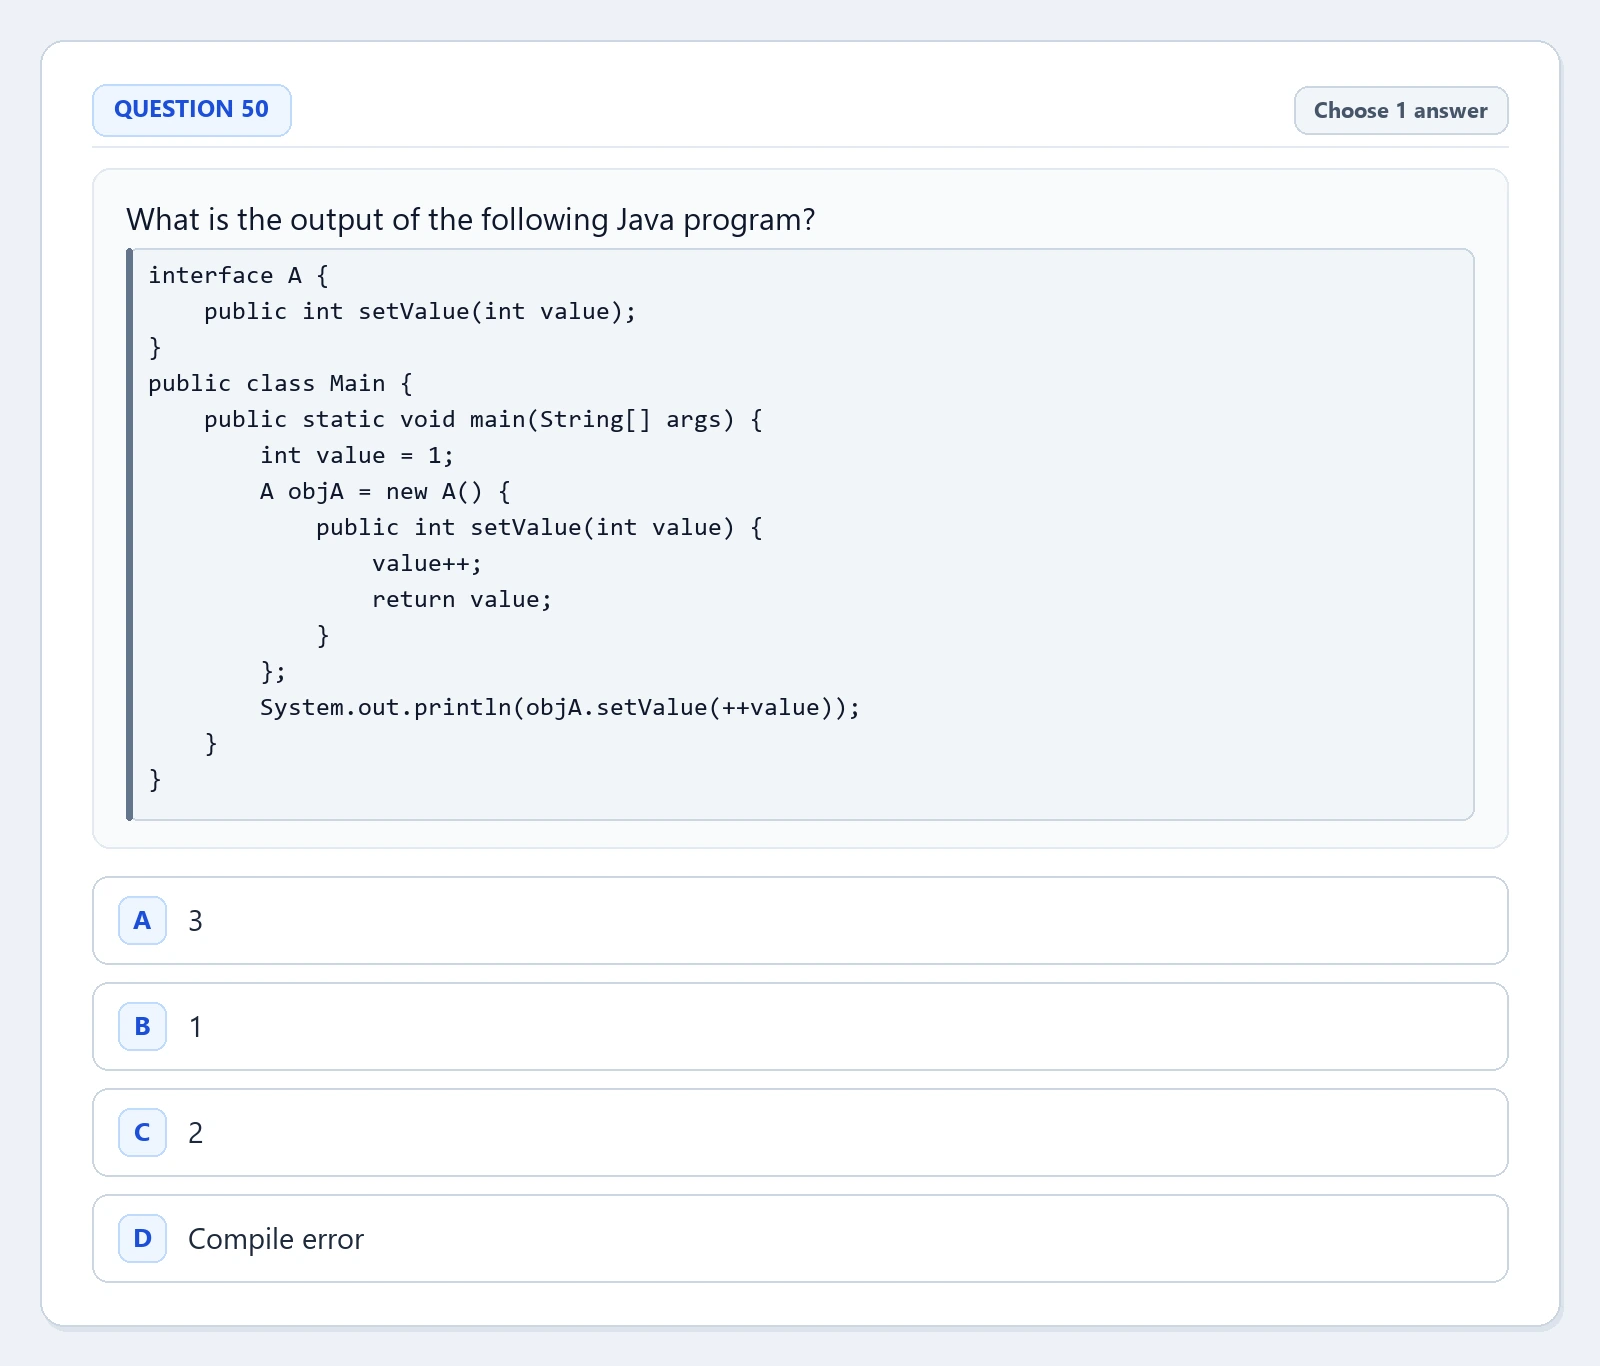 QUESTION 50
Choose 1 answer
What is the output of the following Java program?
interface A {
    public int setValue(int value);
}
public class Main {
    public static void main(String[] args) {
        int value = 1;
        A objA = new A() {
            public int setValue(int value) {
                value++;
                return value;
            }
        };
        System.out.println(objA.setValue(++value));
    }
}
A 3
B 1
C 2
D Compile error